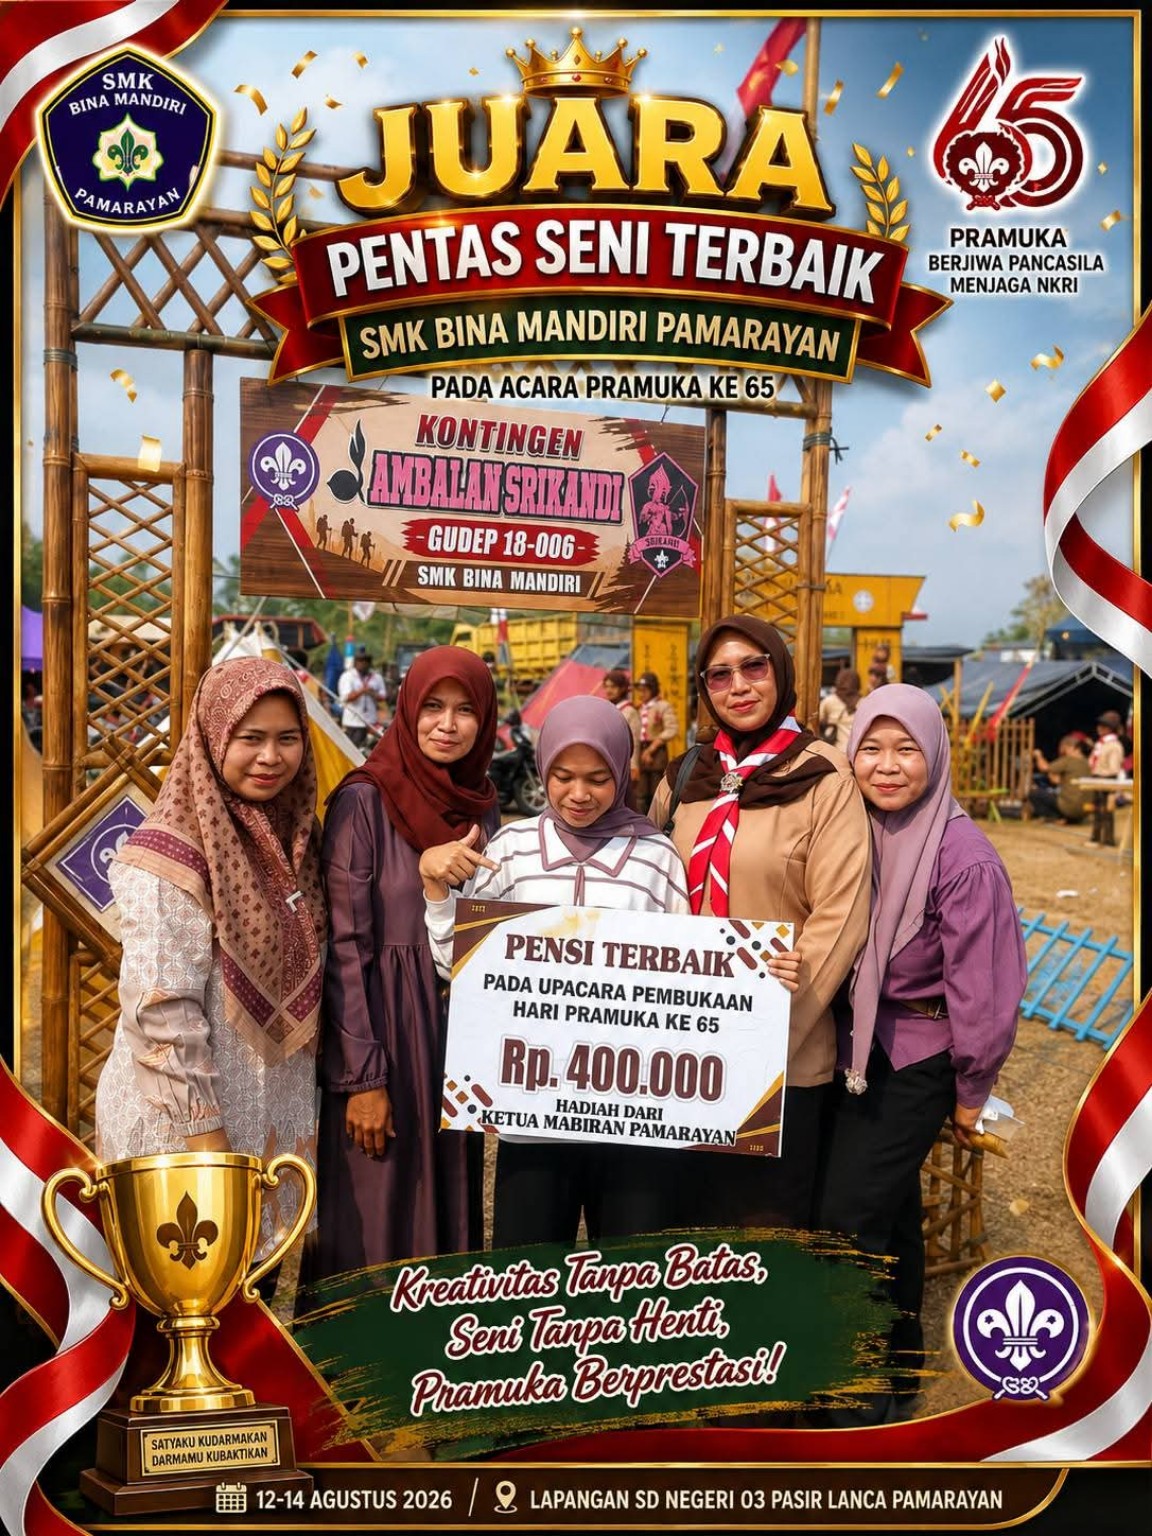 SMK
BINA MANDIRI
PAMARAYAN
JUARA
PENTAS SENI TERBAIK
SMK BINA MANDIRI PAMARAYAN
PADA ACARA PRAMUKA KE 65
65
PRAMUKA
BERJIWA PANCASILA
MENJAGA NKRI
KONTINGEN
AMBALAN SRIKANDI
- GUDEP 18-006 -
SMK BINA MANDIRI
SRIKANDI
PENSI TERBAIK
PADA UPACARA PEMBUKAAN
HARI PRAMUKA KE 65
Rp. 400.000
HADIAH DARI
KETUA MABIRAN PAMARAYAN
Kreativitas Tanpa Batas,
Seni Tanpa Henti,
Pramuka Berprestasi!
SATYAKU KUDARMAKAN
DARMAMU KUBAKTIKAN
12-14 AGUSTUS 2026 / LAPANGAN SD NEGERI 03 PASIR LANCA PAMARAYAN